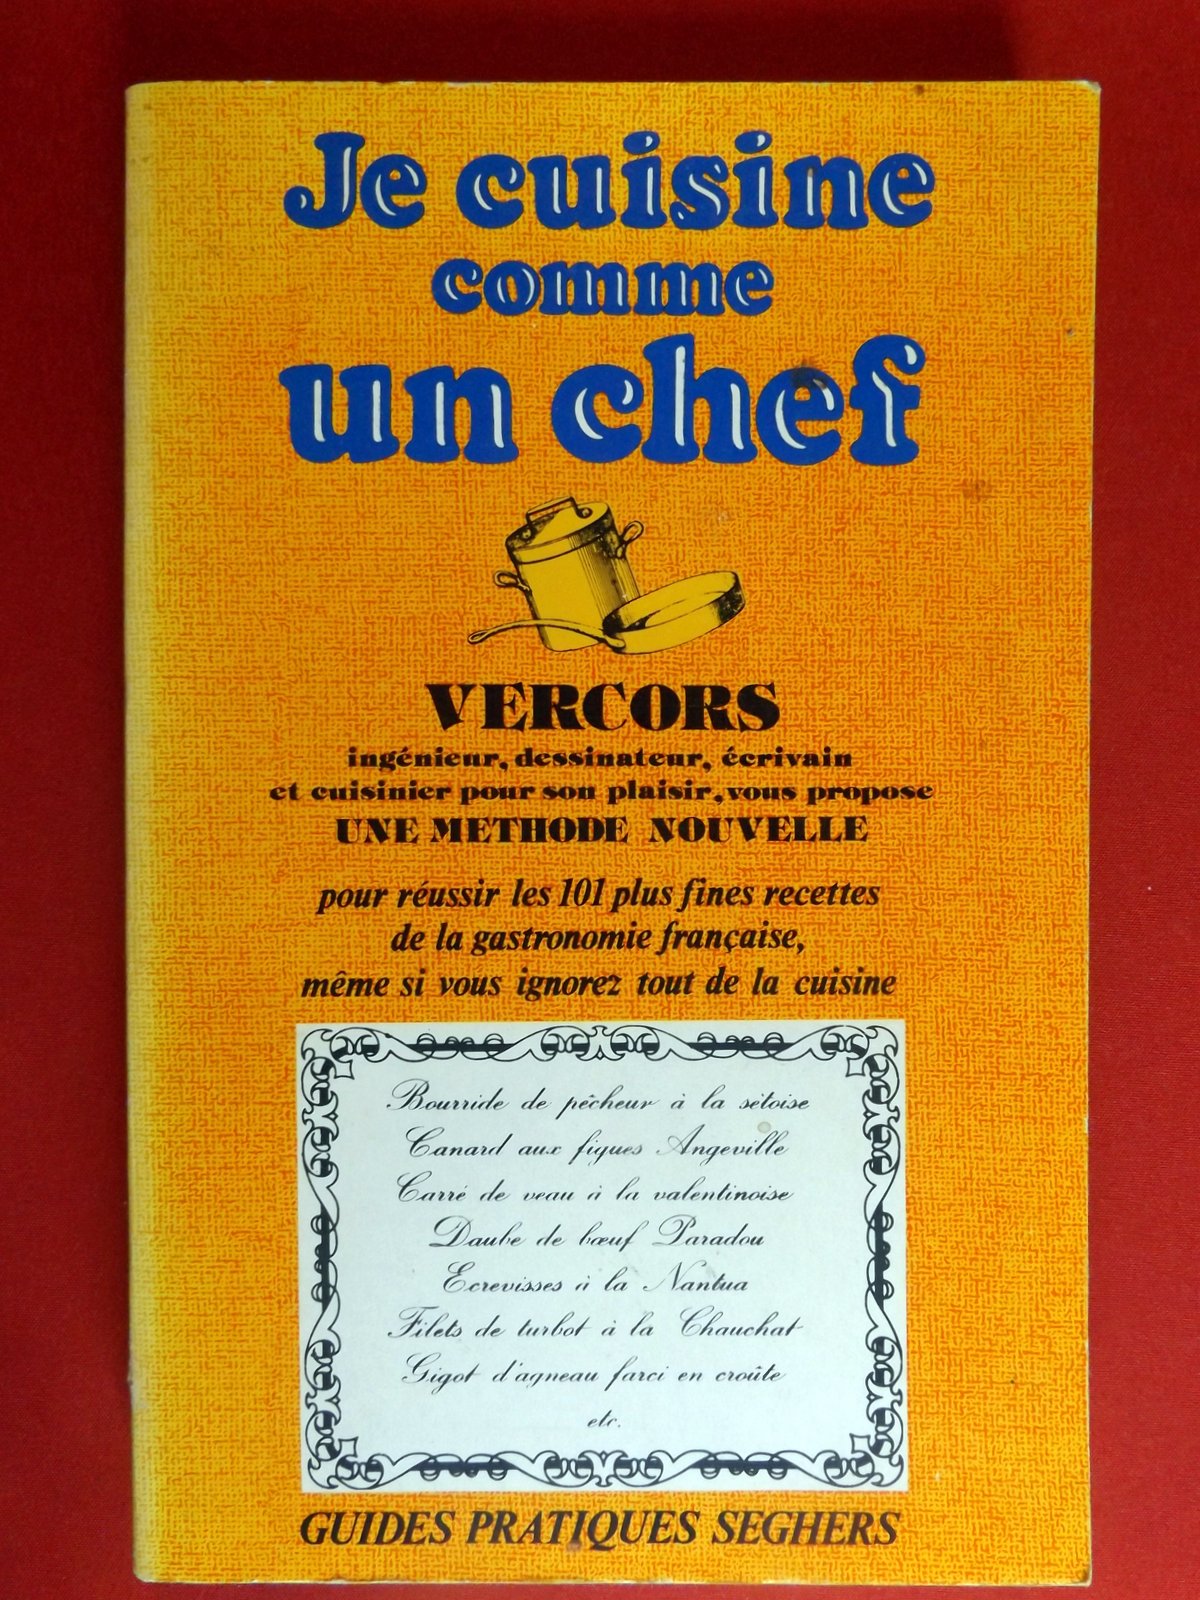 Je cuisine
comme
un chef
VERCORS
ingénieur, dessinateur, écrivain
et cuisinier pour son plaisir, vous propose
UNE METHODE NOUVELLE
pour réussir les 101 plus fines recettes
de la gastronomie française,
même si vous ignorez tout de la cuisine
Bourride de pêcheur à la sétoise
Canard aux figues Angeville
Carré de veau à la valentinoise
Daube de bœuf Paradou
Ecrevisses à la Nantua
Filets de turbot à la Chauchat
Gigot d'agneau farci en croûte
etc.
GUIDES PRATIQUES SEGHERS